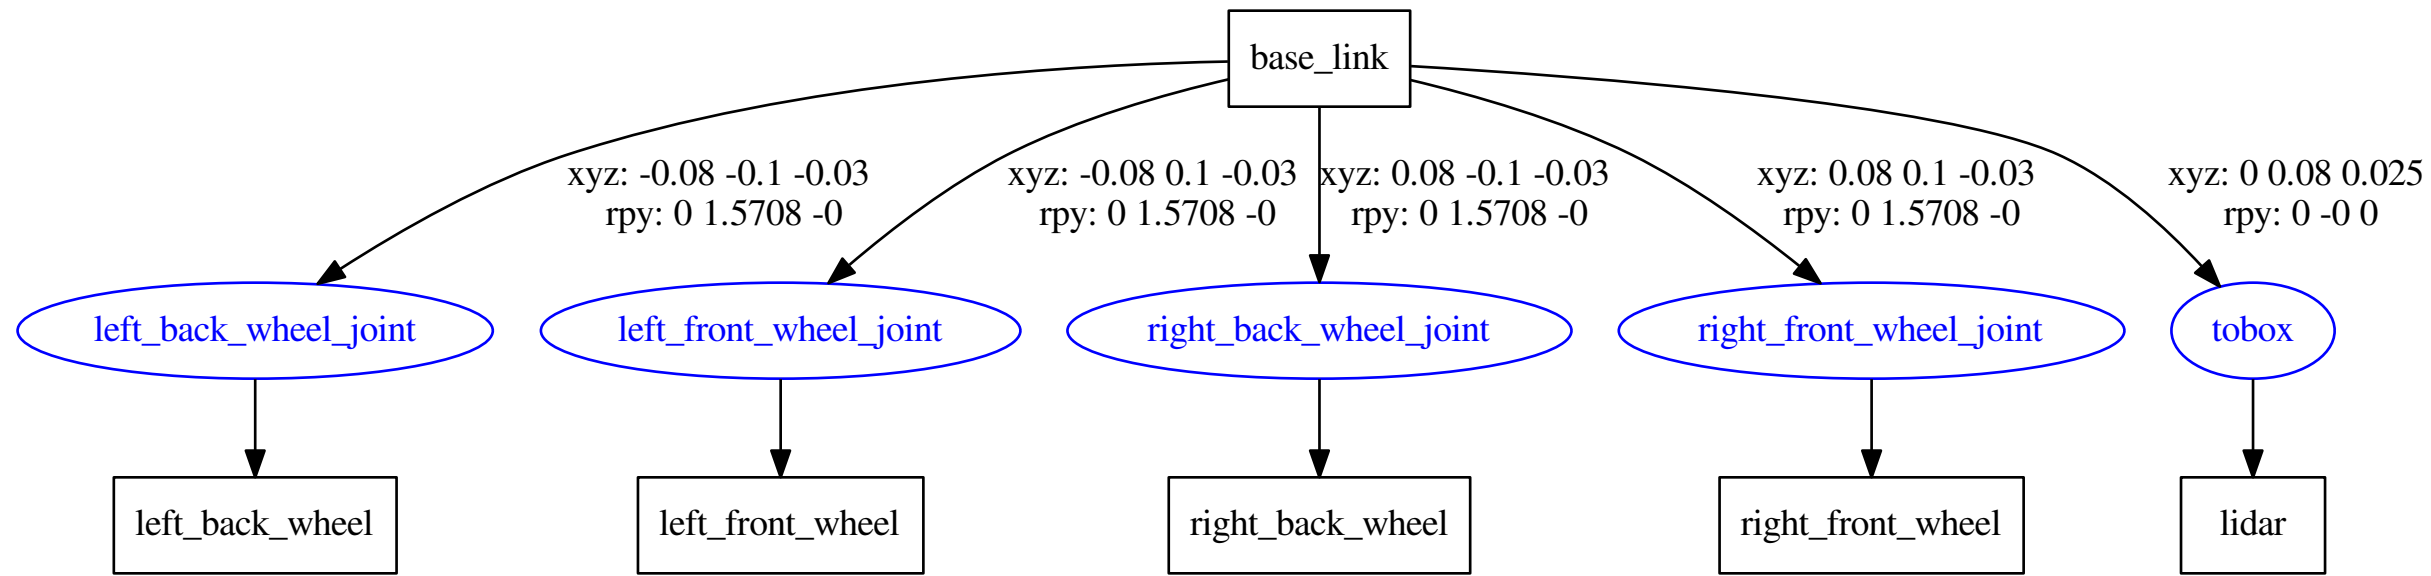 base_link
xyz: -0.08 -0.1 -0.03
rpy: 0 1.5708 -0
xyz: -0.08 0.1 -0.03
rpy: 0 1.5708 -0
xyz: 0.08 -0.1 -0.03
rpy: 0 1.5708 -0
xyz: 0.08 0.1 -0.03
rpy: 0 1.5708 -0
xyz: 0 0.08 0.025
rpy: 0 -0 0
left_back_wheel_joint
left_front_wheel_joint
right_back_wheel_joint
right_front_wheel_joint
tobox
left_back_wheel
left_front_wheel
right_back_wheel
right_front_wheel
lidar